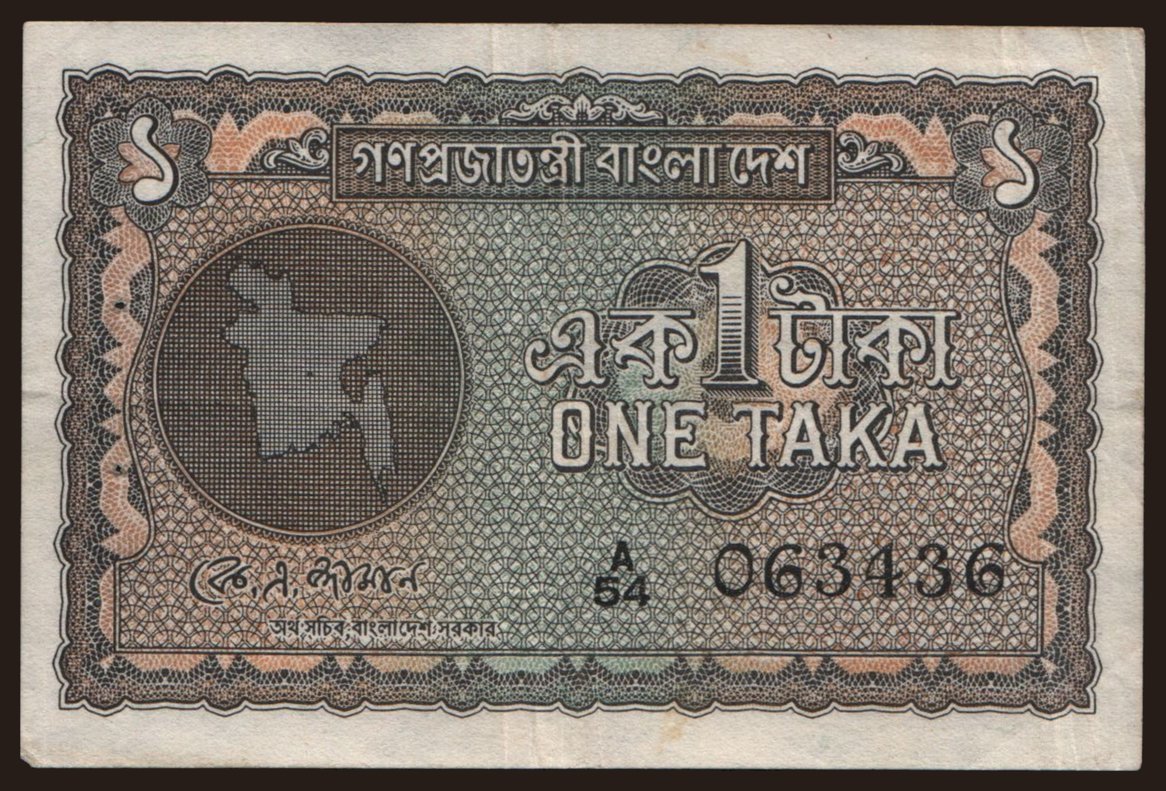 ১ ১
গণপ্রজাতন্ত্রী বাংলা দেশ
এক 1 টাকা
ONE TAKA
A
54 063436
কে, এ, জামান
অর্থ সচিব, বাংলাদেশ সরকার